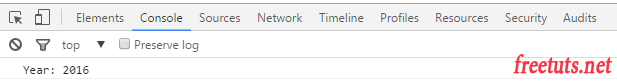 Elements Console Sources Network Timeline Profiles Resources Security Audits
top Preserve log
Year: 2016
freetuts.net